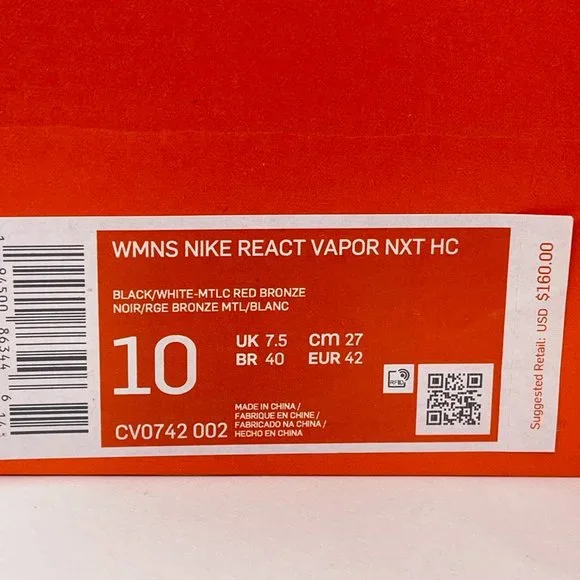 WMNS NIKE REACT VAPOR NXT HC
BLACK/WHITE-MTLC RED BRONZE
NOIR/RGE BRONZE MTL/BLANC
10
UK 7.5 cm 27
BR 40 EUR 42
CV0742 002
MADE IN CHINA /
FABRIQUE EN CHINE /
FABRICADO NA CHINA /
HECHO EN CHINA
RFID
Suggested Retail: USD $160.00
86344